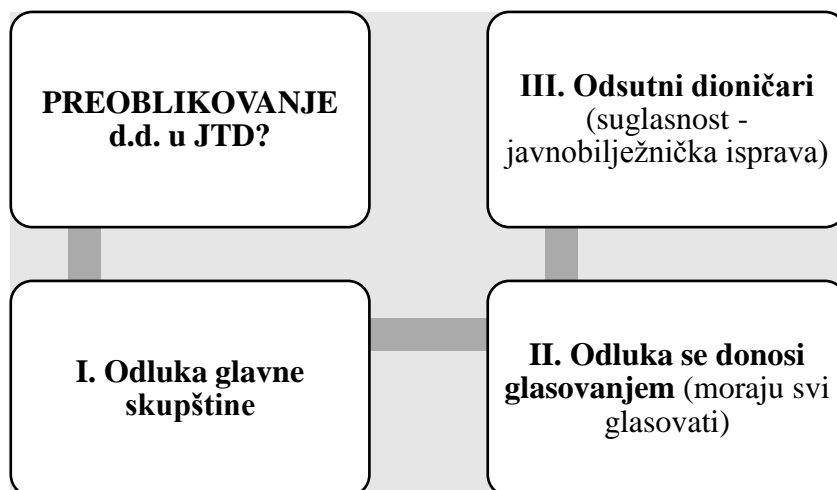 PREOBLIKOVANJE
d.d. u JTD?
I. Odluka glavne
skupštine
II. Odluka se donosi
glasovanjem (moraju svi
glasovati)
III. Odsutni dioničari
(suglasnost -
javnobilježnička isprava)